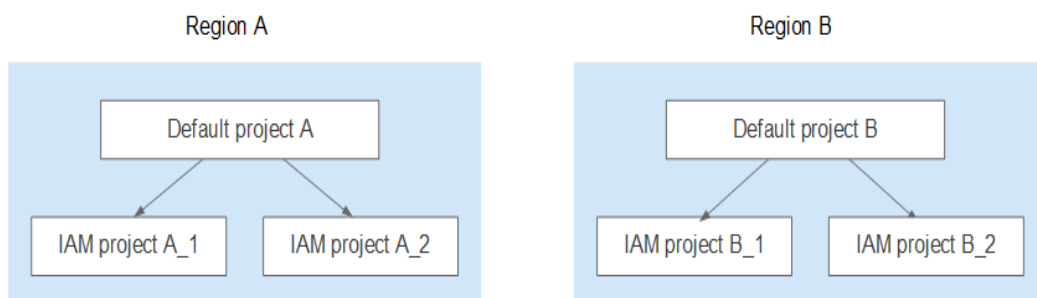 Region A
Region B
Default project A
Default project B
IAM project A_1
IAM project A_2
IAM project B_1
IAM project B_2